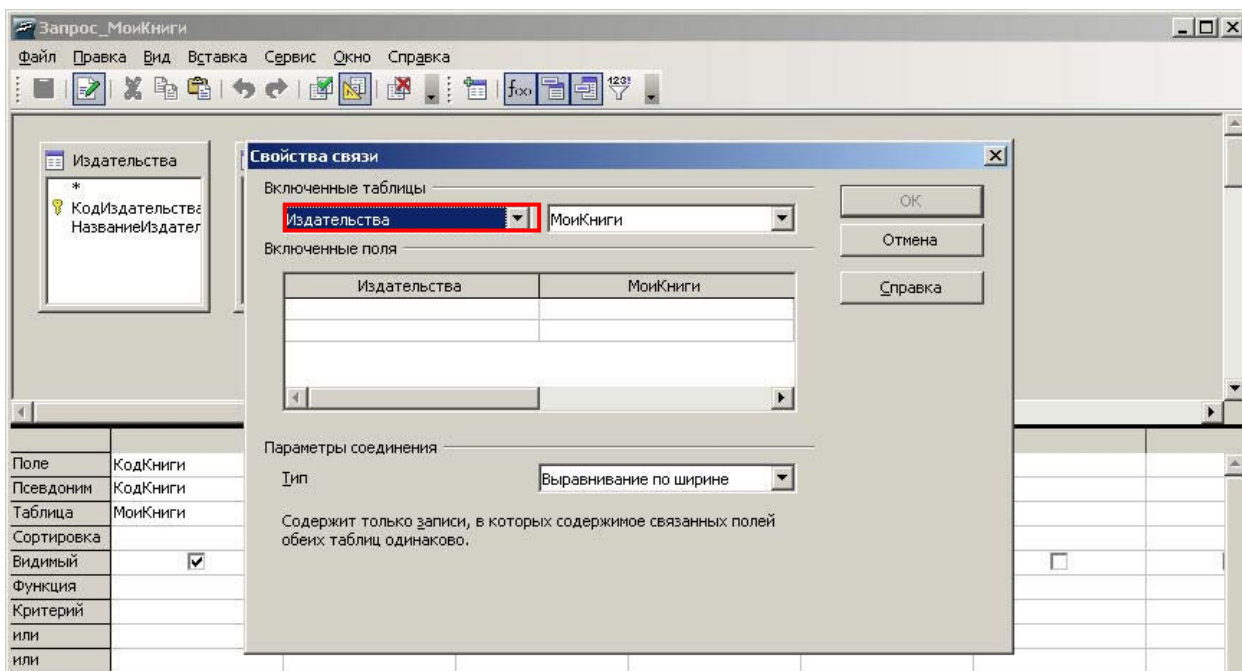 Запрос_МоиКниги
Файл Правка Вид Вставка Сервис Окно Справка
f(x) 123!
Издательства
*
КодИздательства
НазваниеИздател
Свойства связи
Включенные таблицы
Издательства МоиКниги
Включенные поля
Издательства МоиКниги
OK
Отмена
Справка
Параметры соединения
Тип Выравнивание по ширине
Содержит только записи, в которых содержимое связанных полей
обеих таблиц одинаково.
Поле КодКниги
Псевдоним КодКниги
Таблица МоиКниги
Сортировка
Видимый
Функция
Критерий
или
или